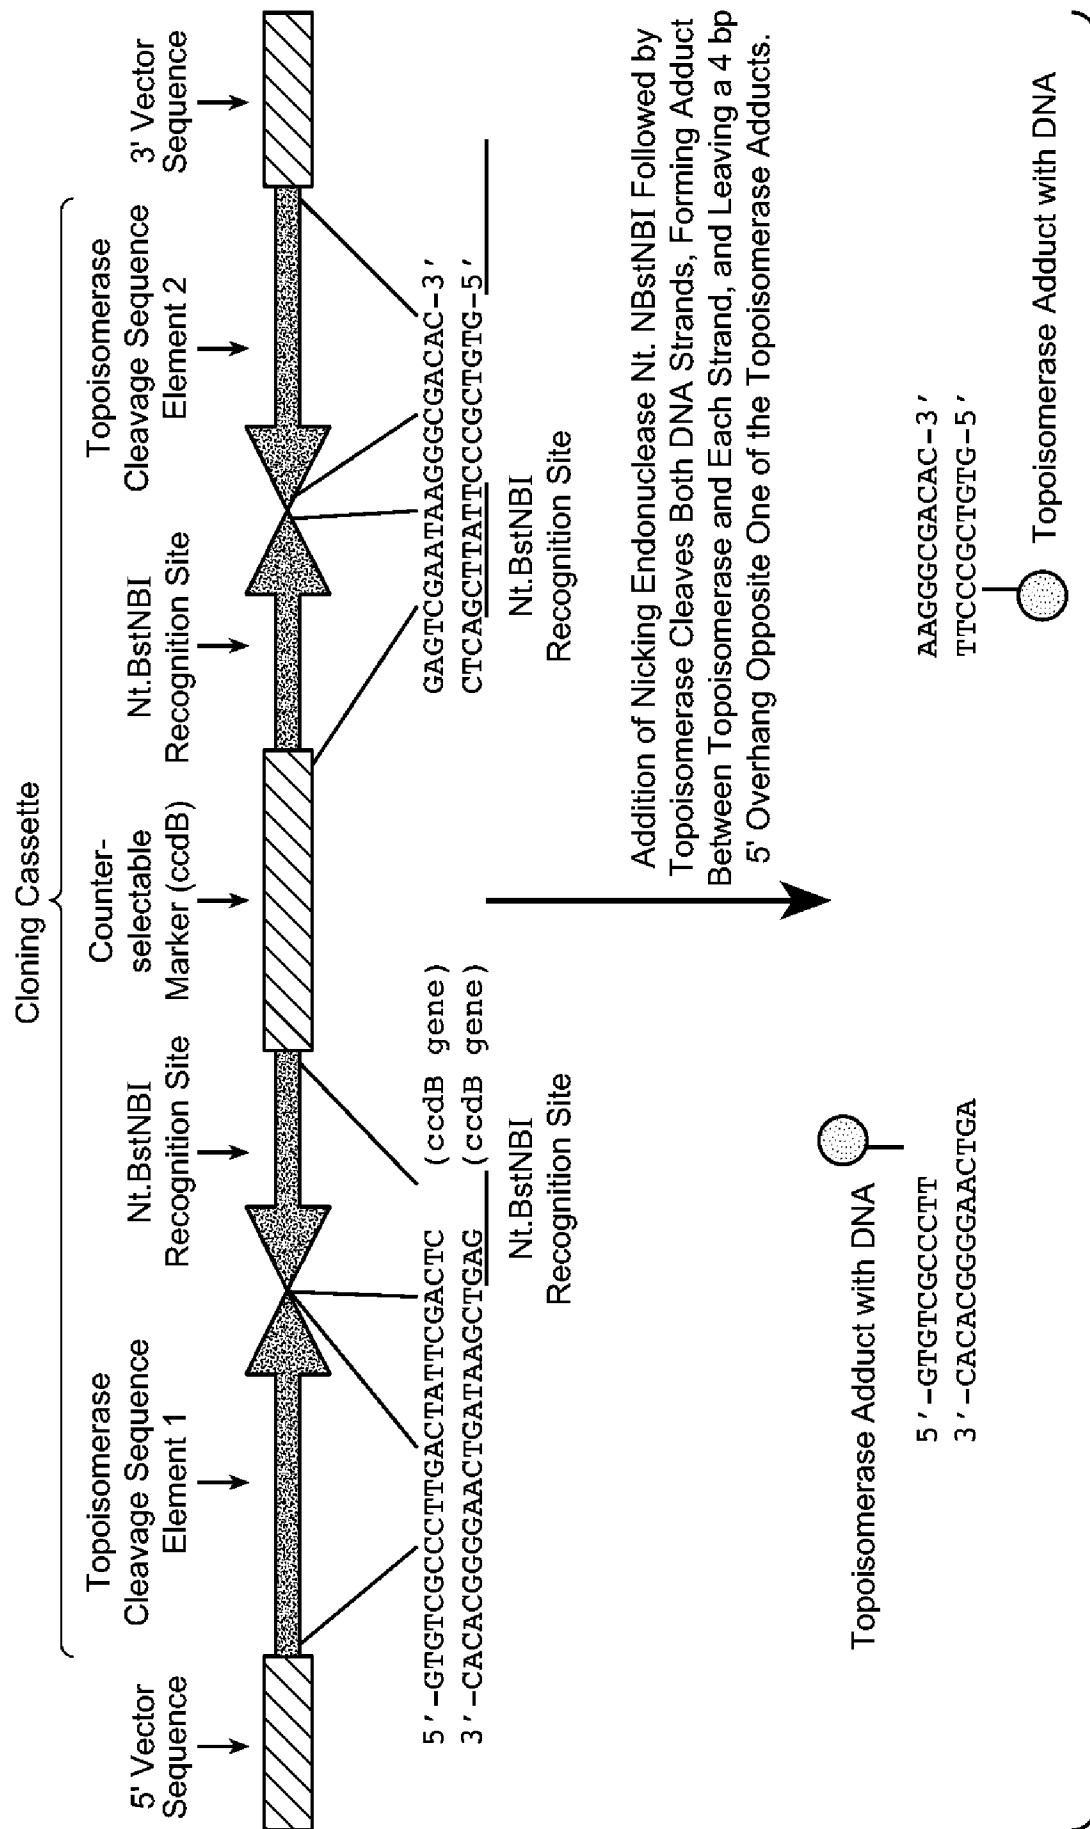 Cloning Cassette
5' Vector
Sequence
Topoisomerase
Cleavage Sequence
Element 1
Nt.BstNBI
Recognition Site
Counter-
selectable
Marker (ccdB)
Nt.BstNBI
Recognition Site
Topoisomerase
Cleavage Sequence
Element 2
3' Vector
Sequence
5'-GTGTCGCCCTTGACTATTCGACTC (ccdB gene) GAGTCGAATAAGGGCGACAC-3'
3'-CACACGGGGAACTGATAAGCTGAG (ccdB gene) CTCAGCTTATTCCCGCTGTG-5'
Nt.BstNBI
Recognition Site
Nt.BstNBI
Recognition Site
Addition of Nicking Endonuclease Nt. NBstNBI Followed by
Topoisomerase Cleaves Both DNA Strands, Forming Adduct
Between Topoisomerase and Each Strand, and Leaving a 4 bp
5' Overhang Opposite One of the Topoisomerase Adducts.
Topoisomerase Adduct with DNA
5'-GTGTCGCCCTT
3'-CACACGGGGAACTGA
AAGGGCGACAC-3'
TTCCCGCTGTG-5'
Topoisomerase Adduct with DNA